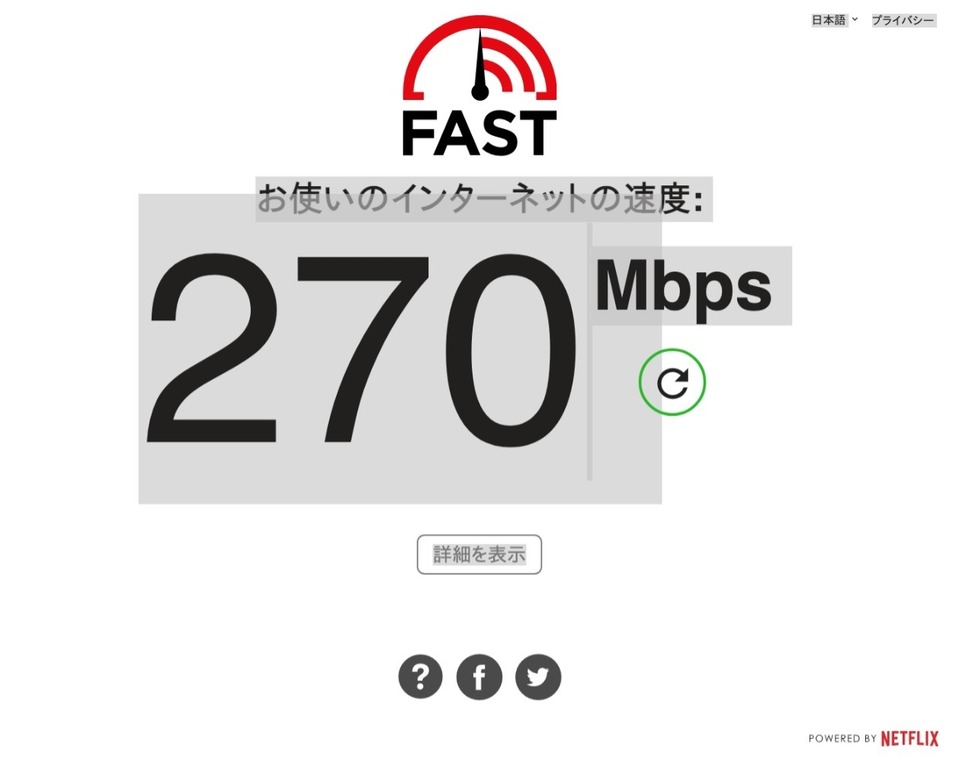 日本語
プライバシー
FAST
お使いのインターネットの速度:
270
Mbps
詳細を表示
?
f
POWERED BY NETFLIX